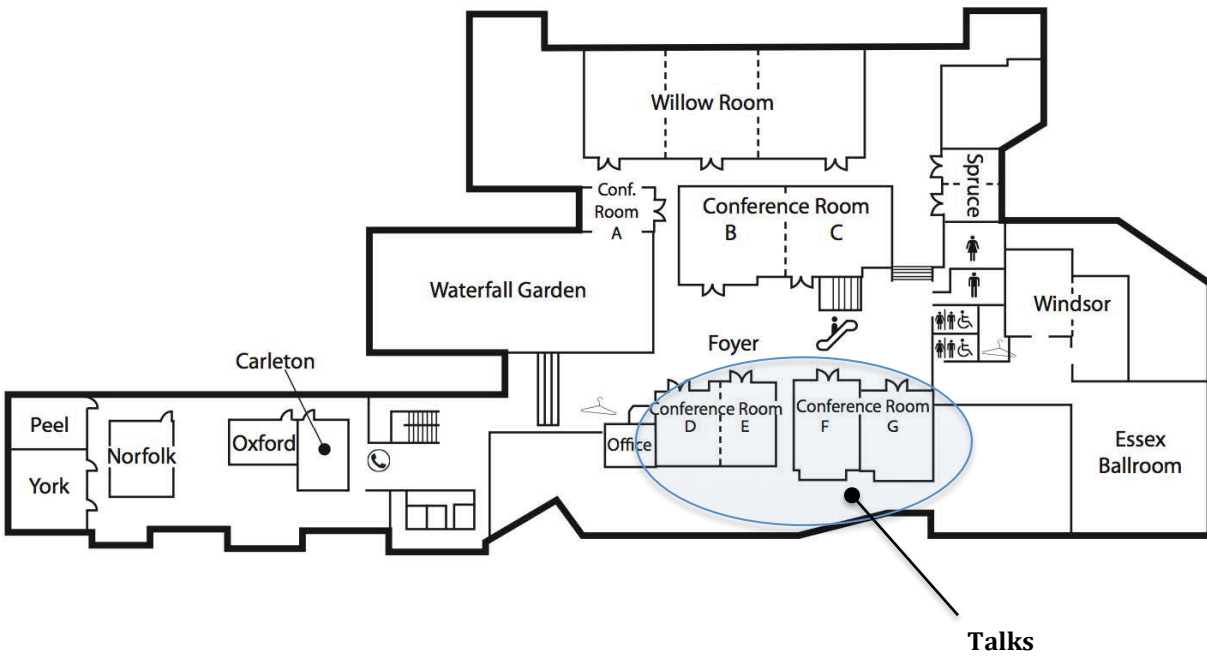 Willow Room
Conf.
Room
A
Spruce
Conference Room
B C
Waterfall Garden
Windsor
Foyer
Carleton
Conference Room
D E
Conference Room
F G
Peel
Norfolk
Oxford
Office
Essex
Ballroom
York
Talks